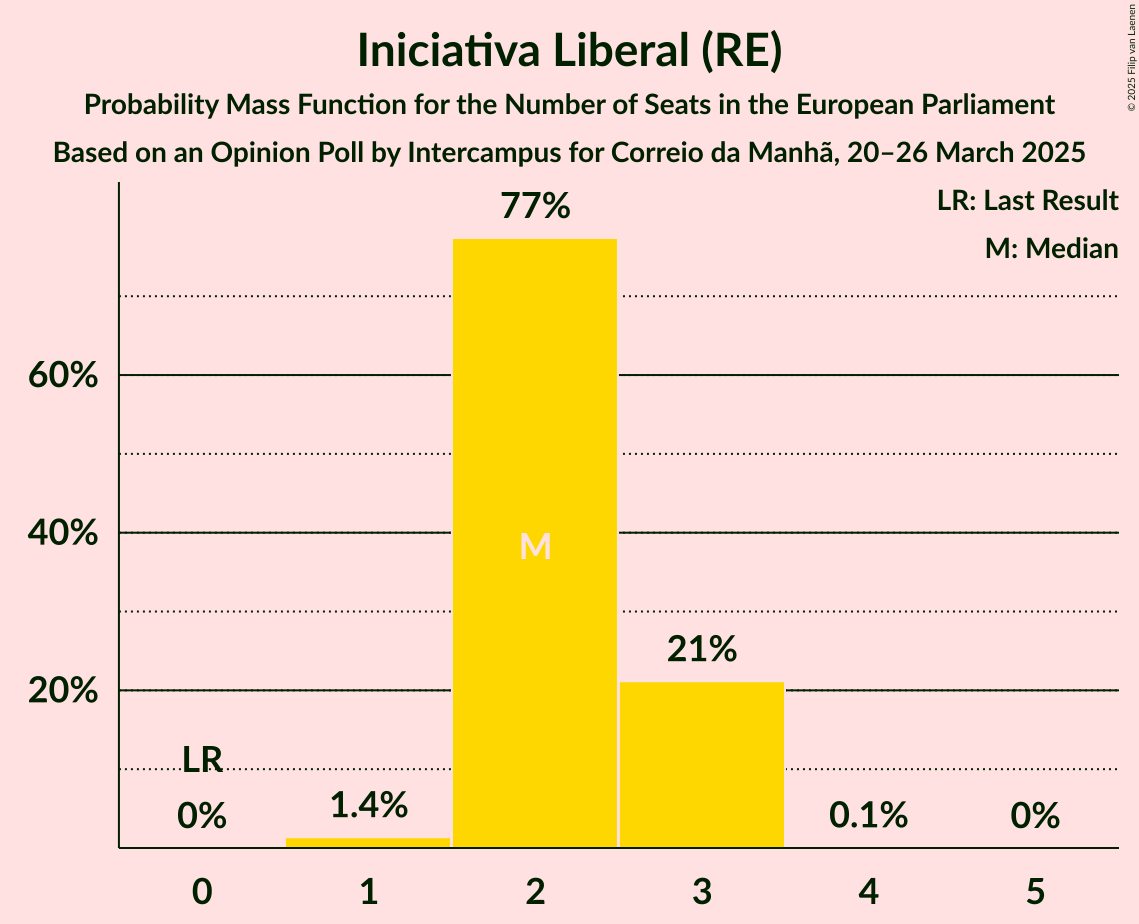 Iniciativa Liberal (RE)
Probability Mass Function for the Number of Seats in the European Parliament
Based on an Opinion Poll by Intercampus for Correio da Manhã, 20–26 March 2025
© 2025 Filip van Laenen
LR: Last Result
M: Median
77%
60%
40%
M
21%
20%
LR
0%
1.4%
0.1%
0%
0 1 2 3 4 5